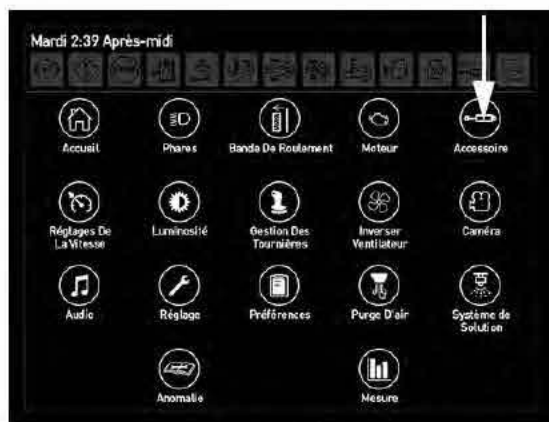 Mardi 2:39 Après-midi
Accueil
Phares
Banda De Roulement
Moteur
Accessoire
Réglages De
La Vitesse
Luminosité
Gestion Des
Tournières
Inverser
Ventilateur
Caméra
Audio
Réglage
Préférences
Purge D'air
Système de
Solution
Anomalie
Mesure